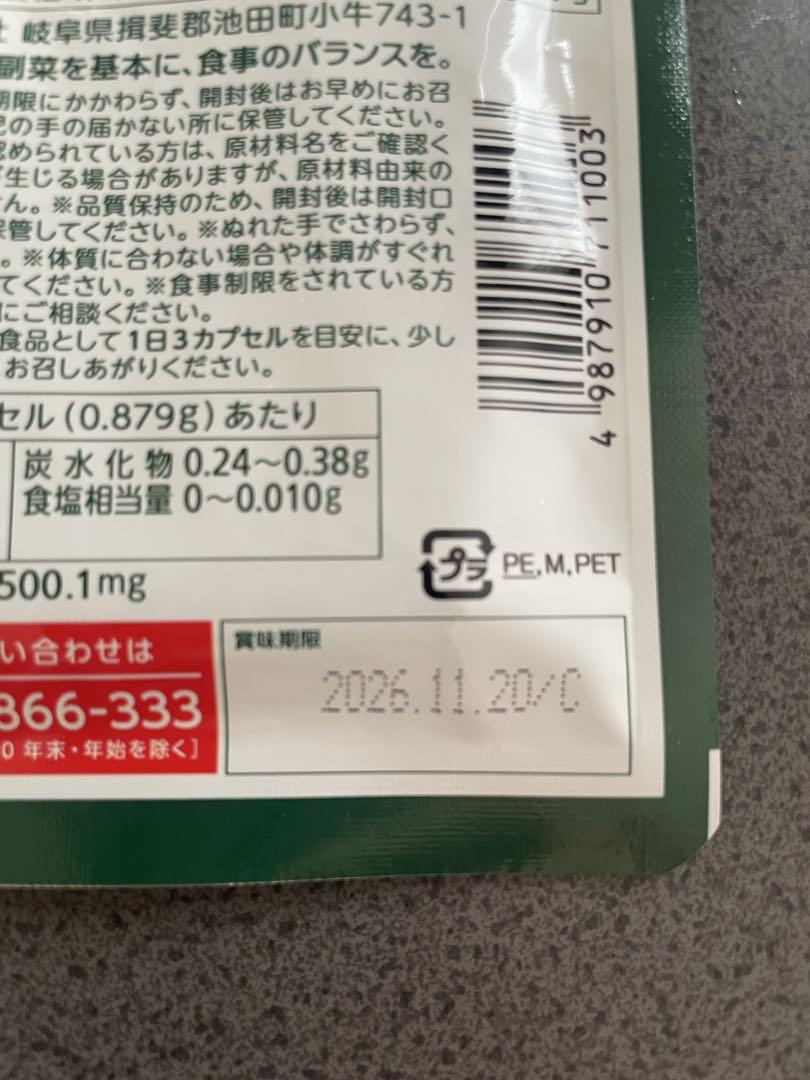 岐阜県揖斐郡池田町小牛743-1
副菜を基本に、食事のバランスを。
期限にかかわらず、開封後はお早めにお召
の手の届かない所に保管してください。
認められている方は、原材料名をご確認く
生じる場合がありますが、原材料由来の
ん。※品質保持のため、開封後は開封口
保管してください。※ぬれた手でさわらず、
。※体質に合わない場合や体調がすぐれ
てください。※食事制限をされている方
にご相談ください。
食品として1日3カプセルを目安に、少し
お召しあがりください。
セル(0.879g)あたり
炭水化物 0.24〜0.38g
食塩相当量 0〜0.010g
500.1mg
4 987910 711003
プラ PE,M,PET
い合わせは
866-333
0 年末・年始を除く]
賞味期限
2026.11.20/C